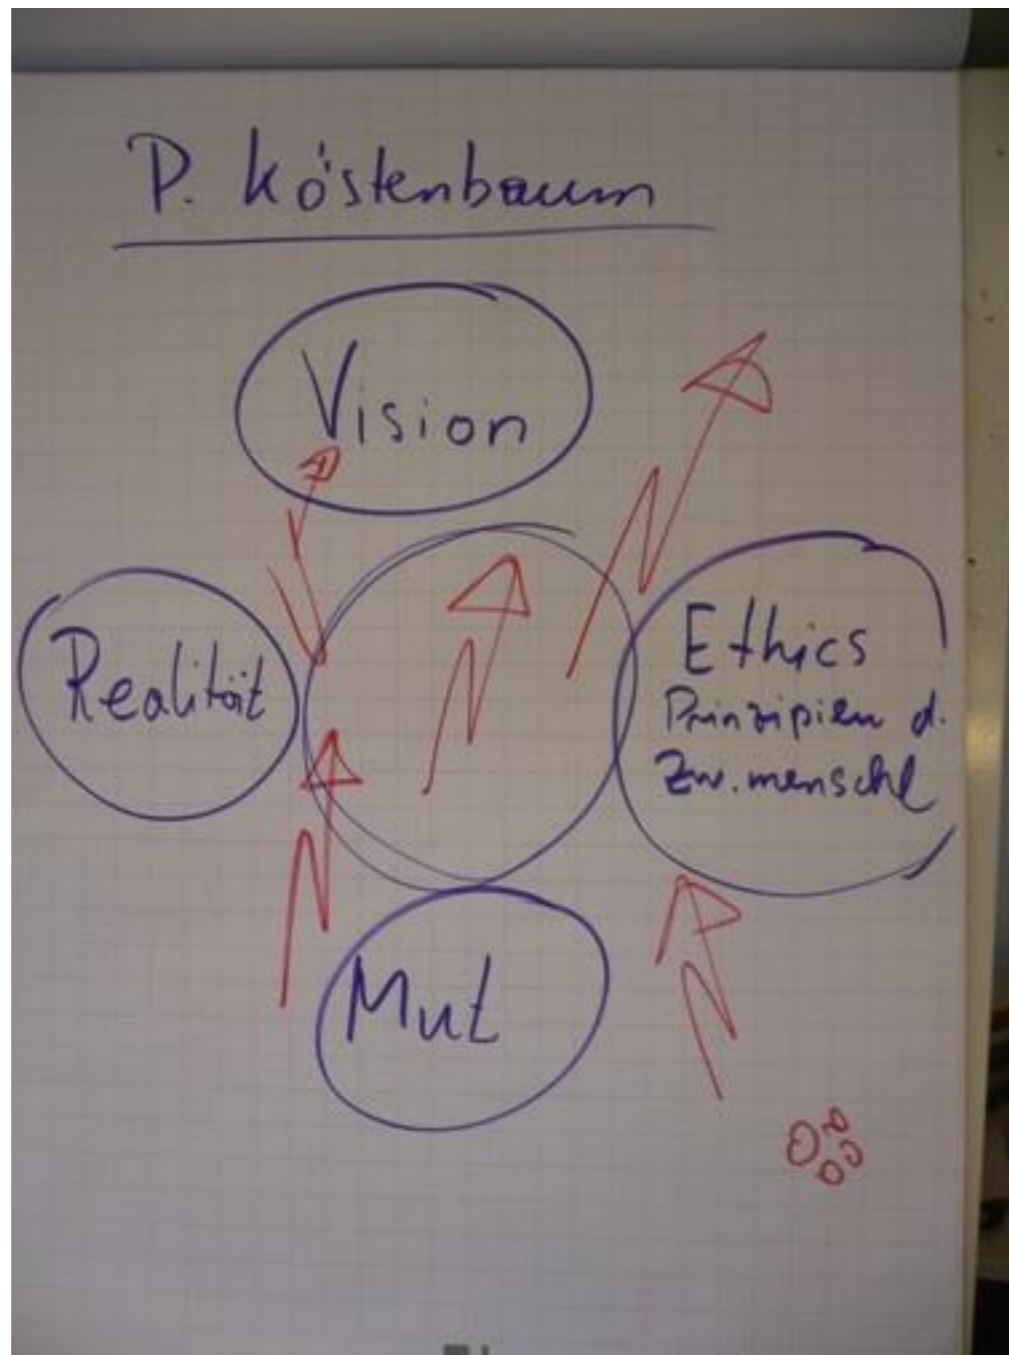 P. Köstenbaum
Vision
Realität
Ethics
Prinzipien d.
Zw.menschl
Mut